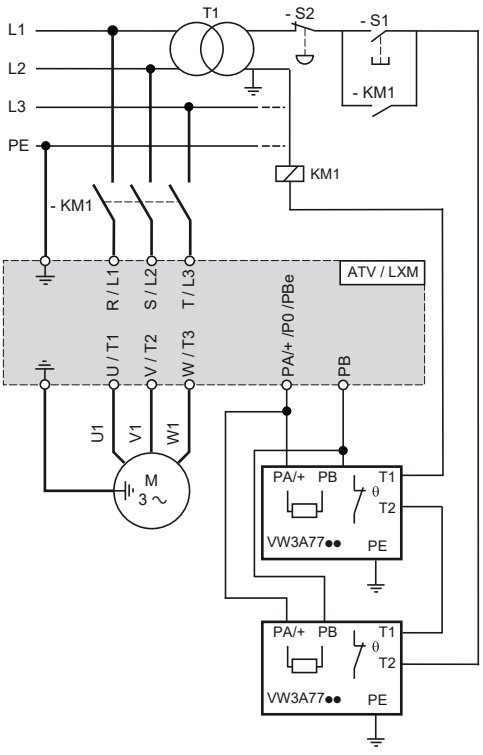 T1
- S2
- S1
L1
L2
- KM1
L3
PE
KM1
- KM1
ATV / LXM
R / L1
S / L2
T / L3
PA/+ /P0 /PBe
U / T1
V / T2
W / T3
PB
U1
V1
W1
M
3 ∼
PA/+ PB T1
θ
T2
VW3A77●● PE
PA/+ PB T1
θ
T2
VW3A77●● PE